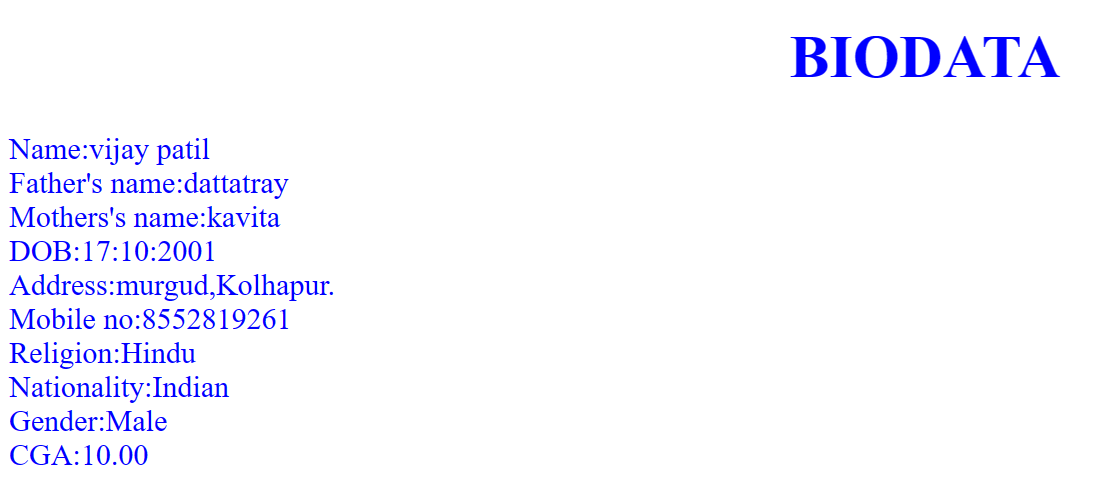 BIODATA
Name:vijay patil
Father's name:dattatray
Mothers's name:kavita
DOB:17:10:2001
Address:murgud,Kolhapur.
Mobile no:8552819261
Religion:Hindu
Nationality:Indian
Gender:Male
CGA:10.00